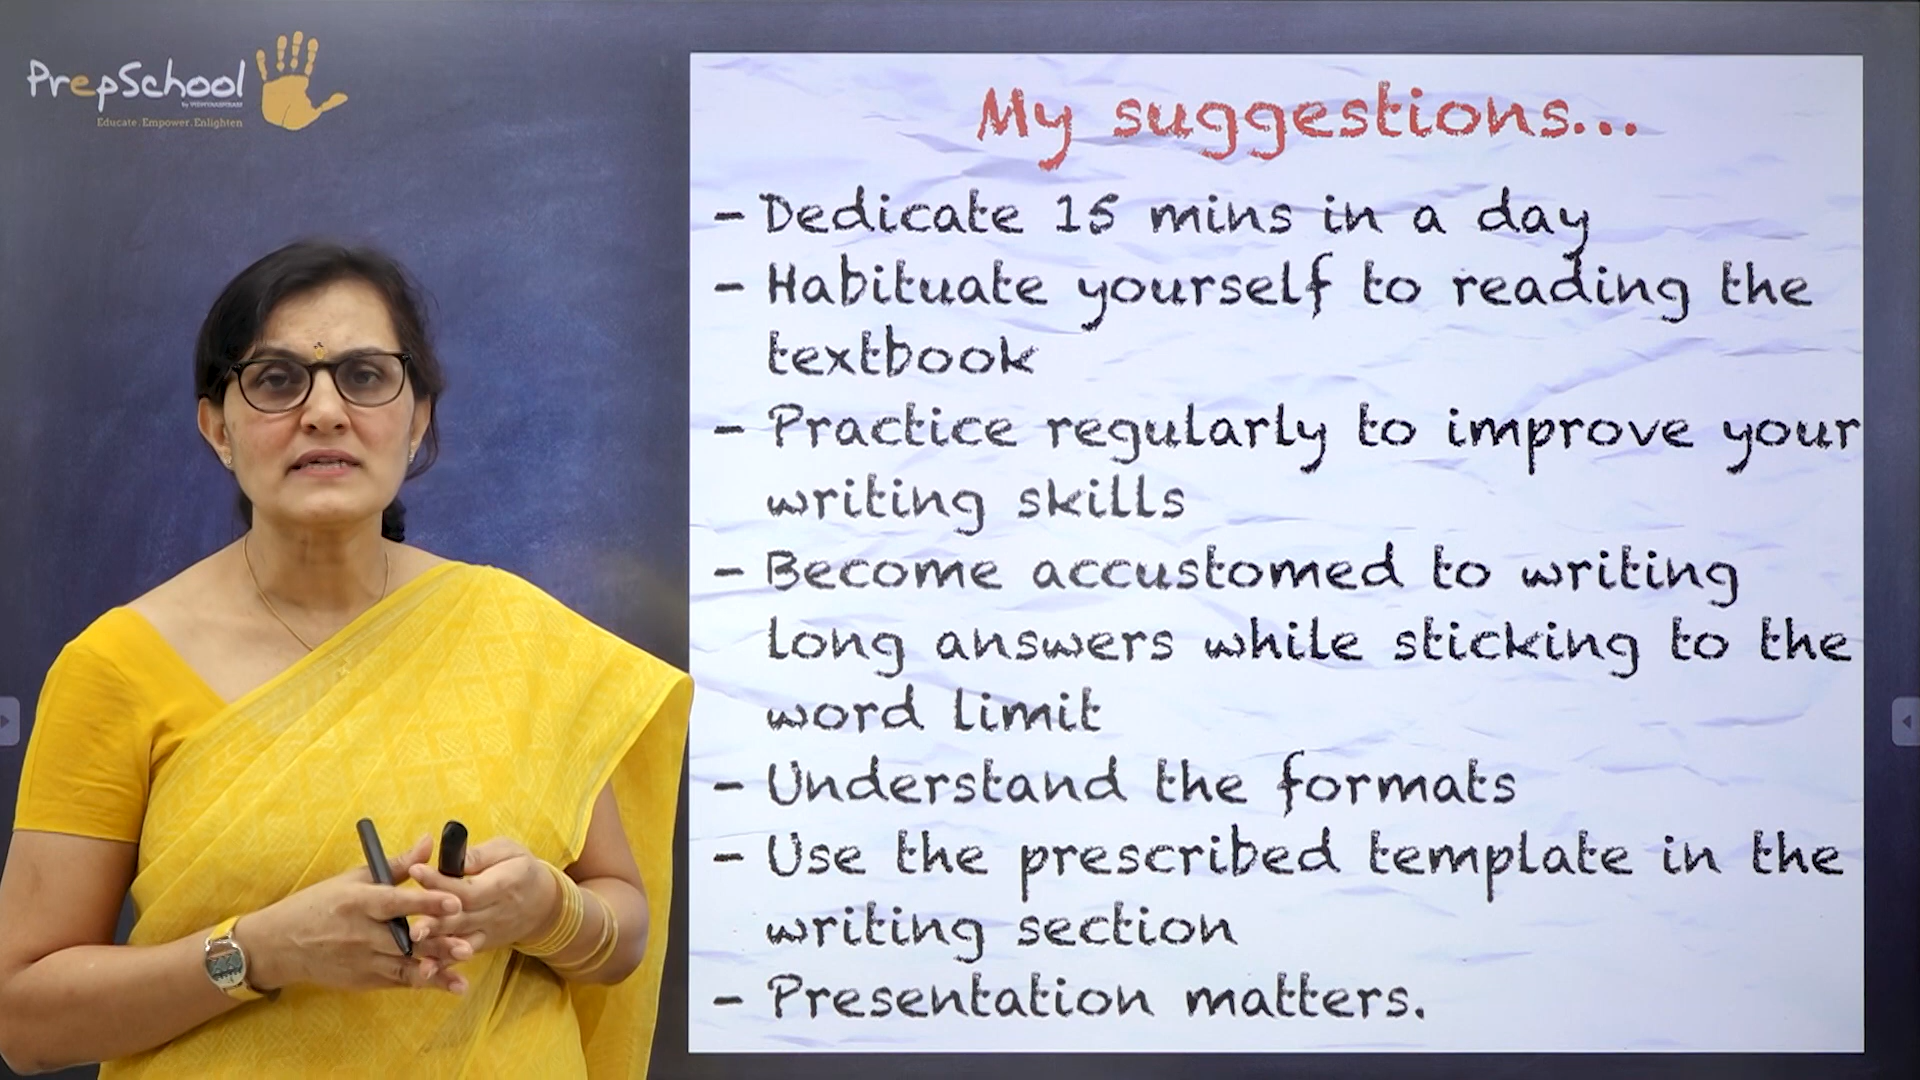 PrepSchool
by VIDHYAASHRAM
Educate. Empower. Enlighten
My suggestions...
- Dedicate 15 mins in a day
- Habituate yourself to reading the
textbook
- Practice regularly to improve your
writing skills
- Become accustomed to writing
long answers while sticking to the
word limit
- Understand the formats
- Use the prescribed template in the
writing section
- Presentation matters.